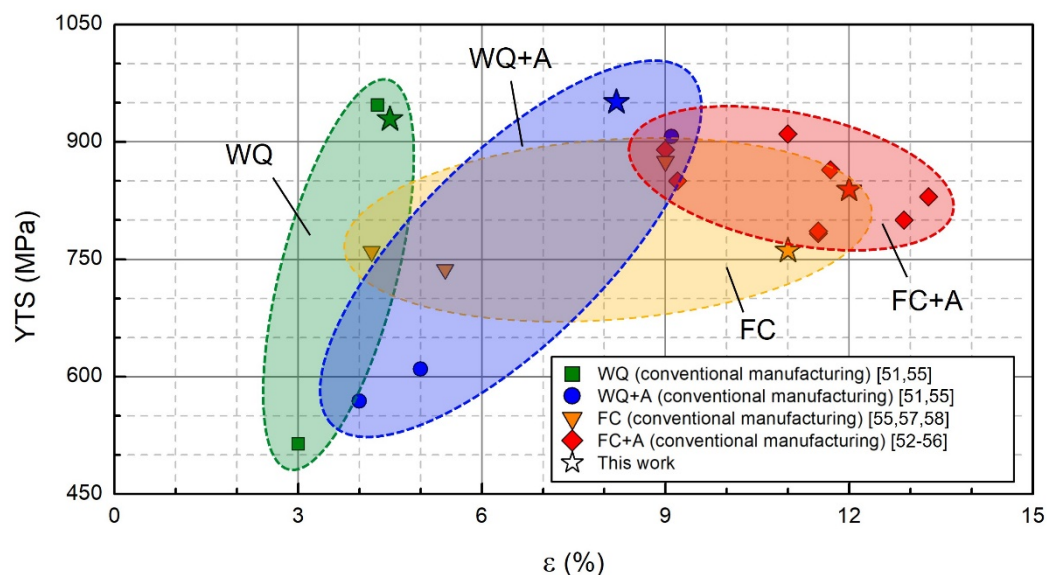 1050
900
750
600
450
YTS (MPa)
WQ
WQ+A
FC
FC+A
WQ (conventional manufacturing) [51,55]
WQ+A (conventional manufacturing) [51,55]
FC (conventional manufacturing) [55,57,58]
FC+A (conventional manufacturing) [52-56]
This work
0 3 6 9 12 15
ε (%)